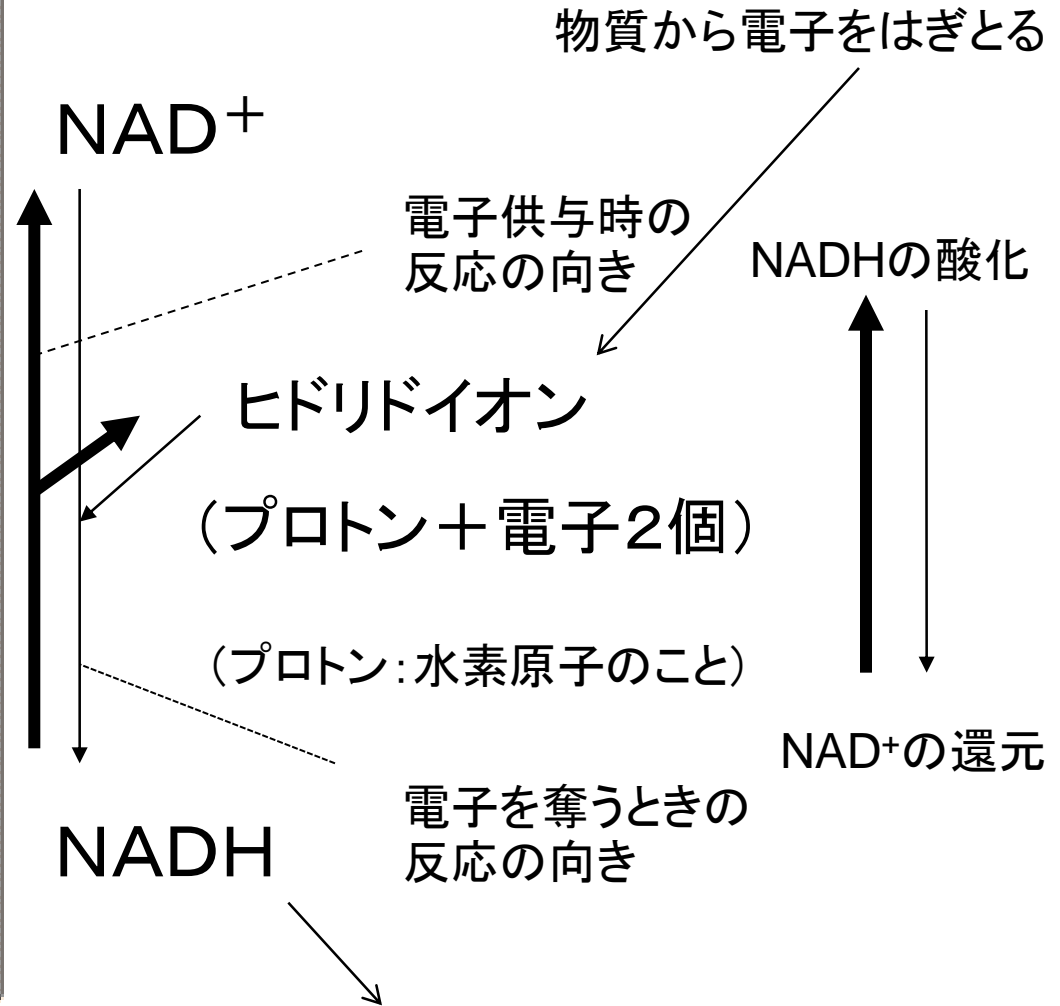 物質から電子をはぎとる
NAD⁺
電子供与時の
反応の向き
NADHの酸化
ヒドリドイオン
（プロトン＋電子２個）
（プロトン：水素原子のこと）
NAD⁺の還元
電子を奪うときの
反応の向き
NADH